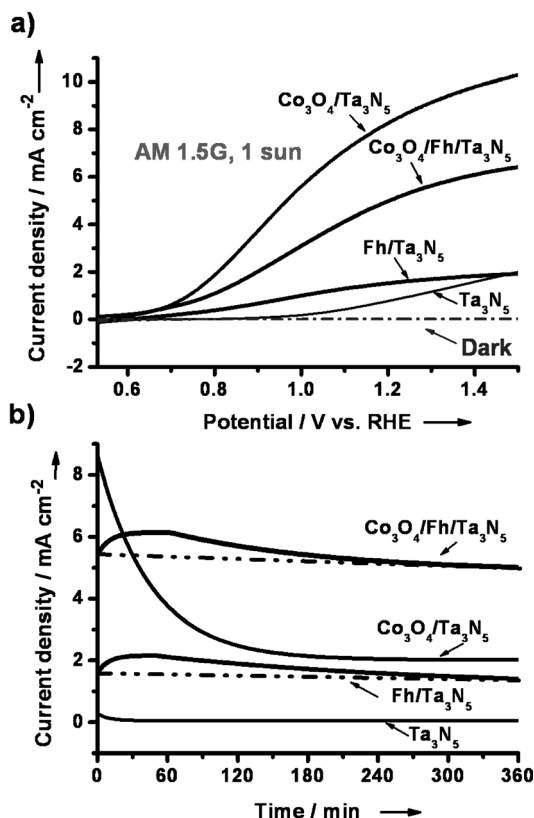 a)
Current density / mA cm⁻²
10
8
6
4
2
0
-2
Co₃O₄/Ta₃N₅
AM 1.5G, 1 sun
Co₃O₄/Fh/Ta₃N₅
Fh/Ta₃N₅
Ta₃N₅
Dark
0.6 0.8 1.0 1.2 1.4
Potential / V vs. RHE
b)
Current density / mA cm⁻²
8
6
4
2
0
Co₃O₄/Fh/Ta₃N₅
Co₃O₄/Ta₃N₅
Fh/Ta₃N₅
Ta₃N₅
0 60 120 180 240 300 360
Time / min